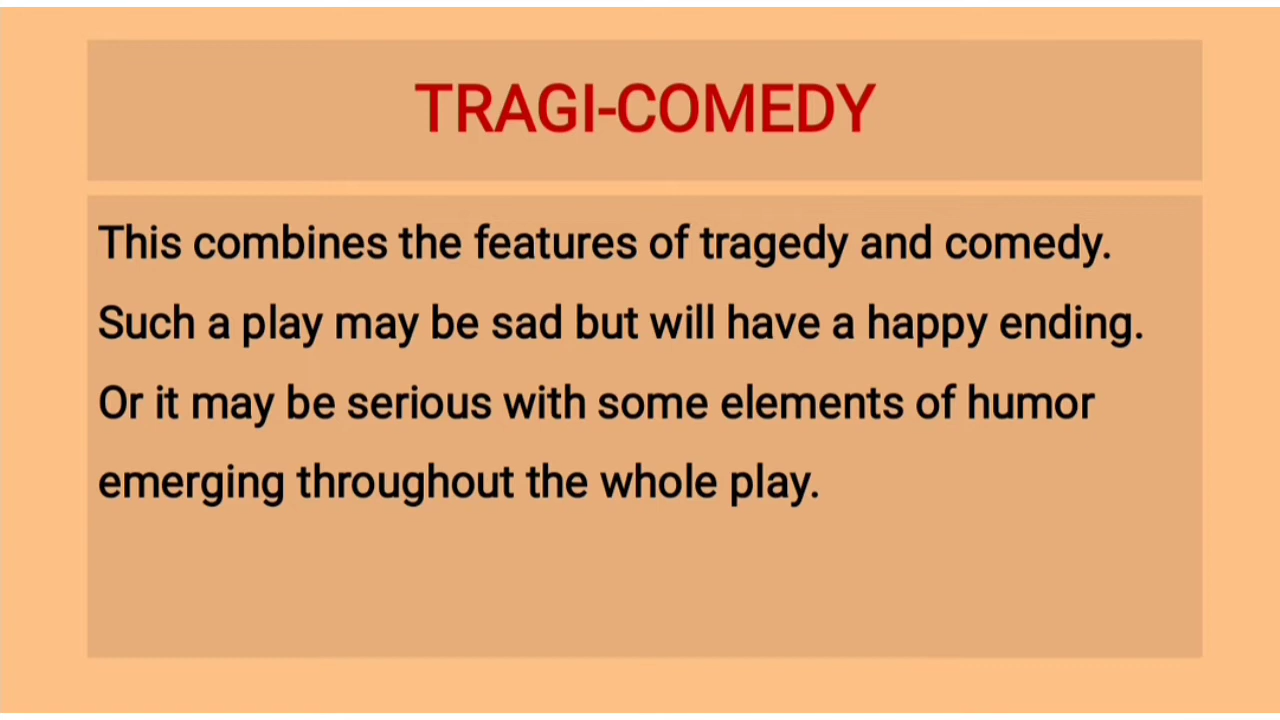 TRAGI-COMEDY
This combines the features of tragedy and comedy.
Such a play may be sad but will have a happy ending.
Or it may be serious with some elements of humor
emerging throughout the whole play.